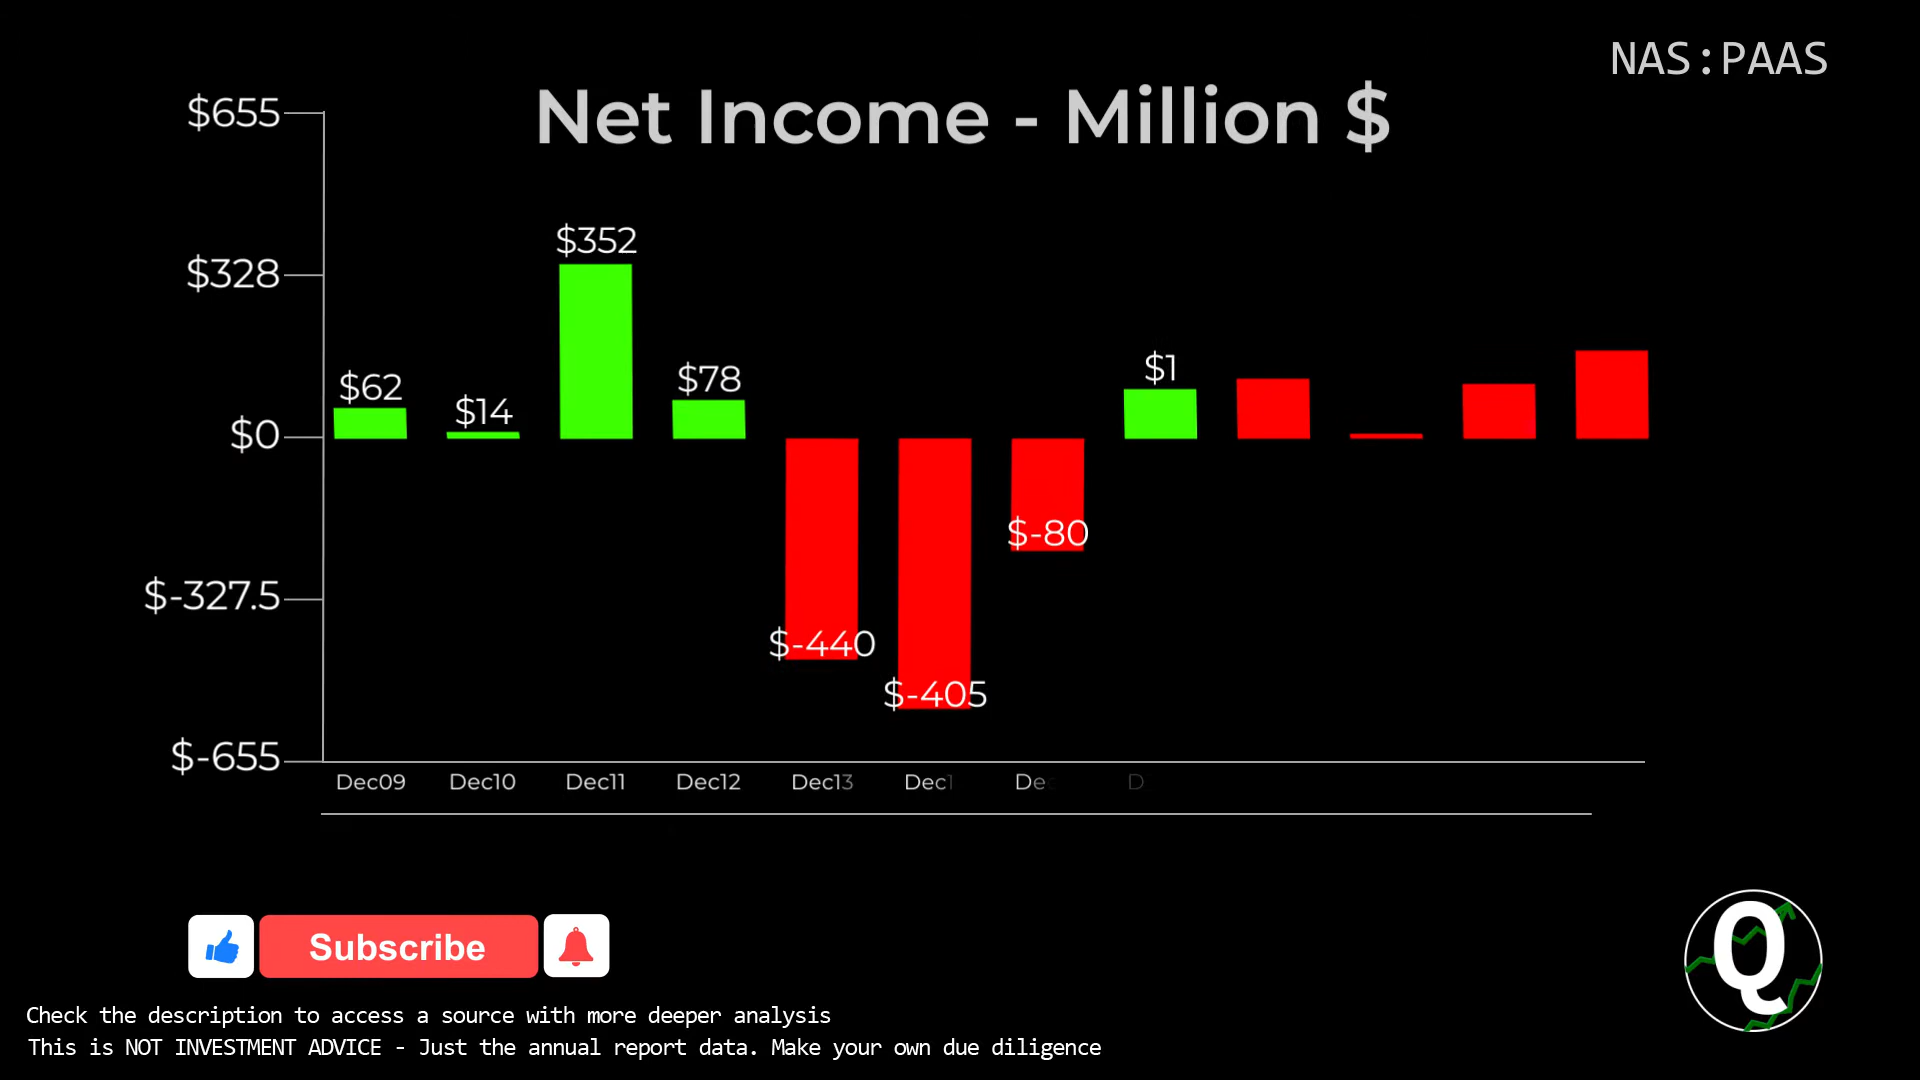 NAS:PAAS
Net Income - Million $
$655
$328
$0
$-327.5
$-655
$62
$14
$352
$78
$-440
$-405
$-80
$1
Dec09 Dec10 Dec11 Dec12 Dec13 Dec1 De D
Subscribe
Q
Check the description to access a source with more deeper analysis
This is NOT INVESTMENT ADVICE - Just the annual report data. Make your own due diligence